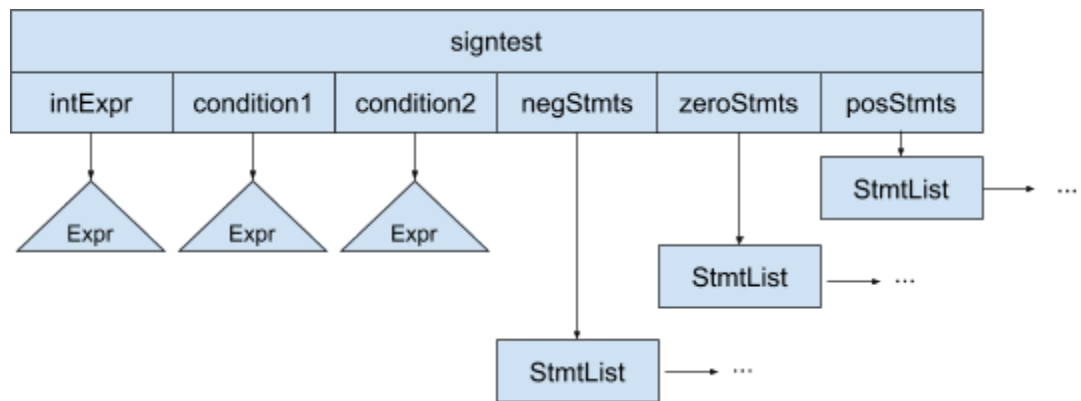 signtest
intExpr condition1 condition2 negStmts zeroStmts posStmts
StmtList ...
Expr Expr Expr
StmtList ...
StmtList ...